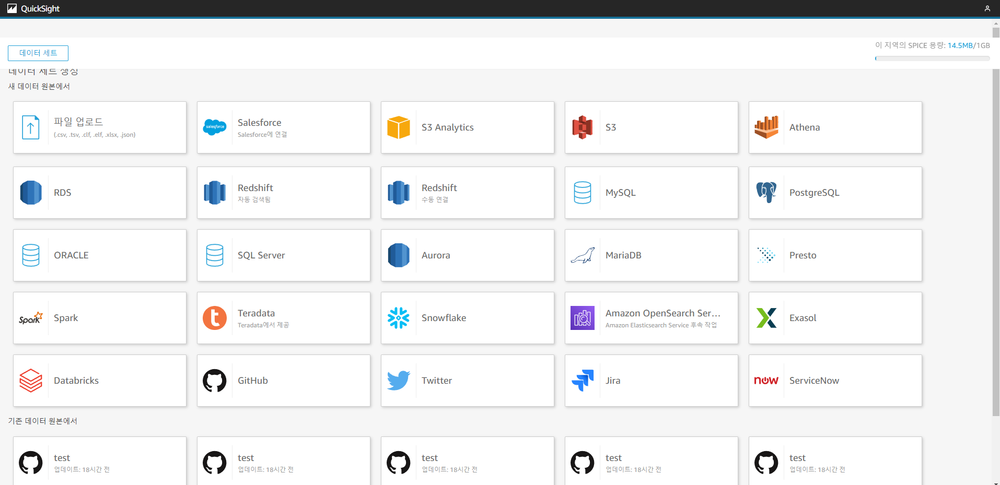 QuickSight
데이터 세트
이 지역의 SPICE 용량: 14.5MB/1GB
데이터 세트 생성
새 데이터 원본에서
파일 업로드
(.csv, .tsv, .clf, .elf, .xlsx, .json)
salesforce
Salesforce
Salesforce에 연결
S3 Analytics
S3
Athena
RDS
Redshift
자동 검색됨
Redshift
수동 연결
MySQL
PostgreSQL
ORACLE
SQL Server
Aurora
MariaDB
Presto
Spark
Spark
t
Teradata
Teradata에서 제공
Snowflake
Amazon OpenSearch Ser...
Amazon Elasticsearch Service 후속 작업
Exasol
Databricks
GitHub
Twitter
Jira
now
ServiceNow
기존 데이터 원본에서
test
업데이트: 18시간 전
test
업데이트: 18시간 전
test
업데이트: 18시간 전
test
업데이트: 18시간 전
test
업데이트: 18시간 전